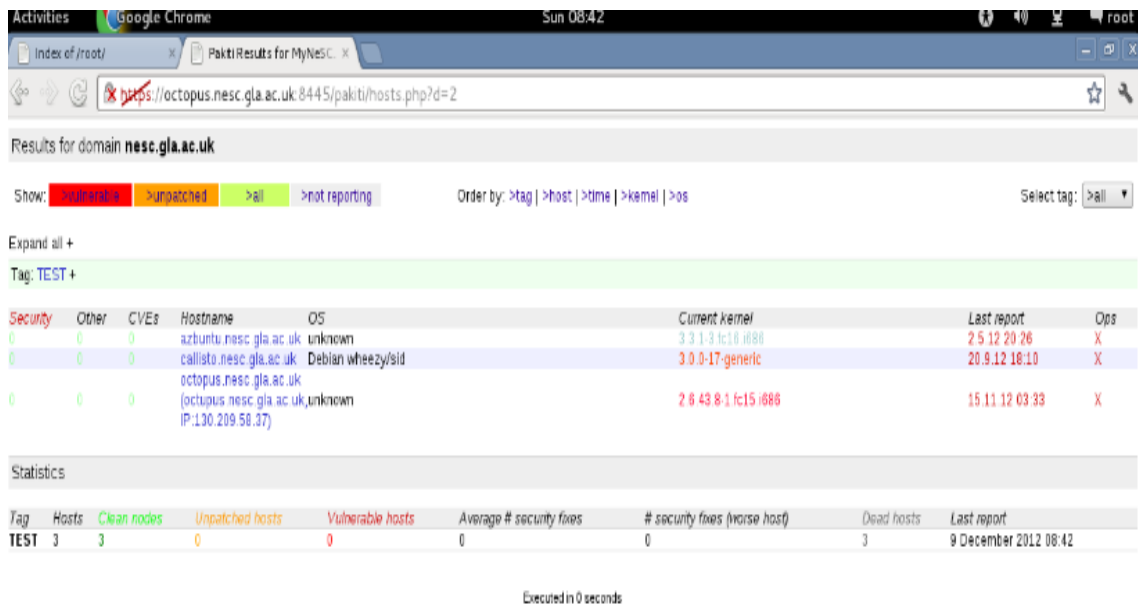 Activities Google Chrome Sun 08:42 root
Index of /root/ Pakiti Results for MyNeSC
https://octopus.nesc.gla.ac.uk:8445/pakiti/hosts.php?d=2
Results for domain nesc.gla.ac.uk
Show: >vulnerable >unpatched >all >not reporting Order by: >tag | >host | >time | >kernel | >os Select tag: >all
Expand all +
Tag: TEST +
Security Other CVEs Hostname OS Current kernel Last report Ops
0 0 0 azbuntu.nesc.gla.ac.uk unknown 3.3.1-3.fc16.i686 2.5.12 20:26 X
0 0 0 callisto.nesc.gla.ac.uk Debian wheezy/sid 3.0.0-17-generic 20.9.12 18:10 X
octopus.nesc.gla.ac.uk
0 0 0 (octupus.nesc.gla.ac.uk, unknown 2.6.43.8-1.fc15.i686 15.11.12 03:33 X
IP:130.209.58.37)
Statistics
Tag Hosts Clean nodes Unpatched hosts Vulnerable hosts Average # security fixes # security fixes (worse host) Dead hosts Last report
TEST 3 3 0 0 0 0 3 9 December 2012 08:42
Executed in 0 seconds